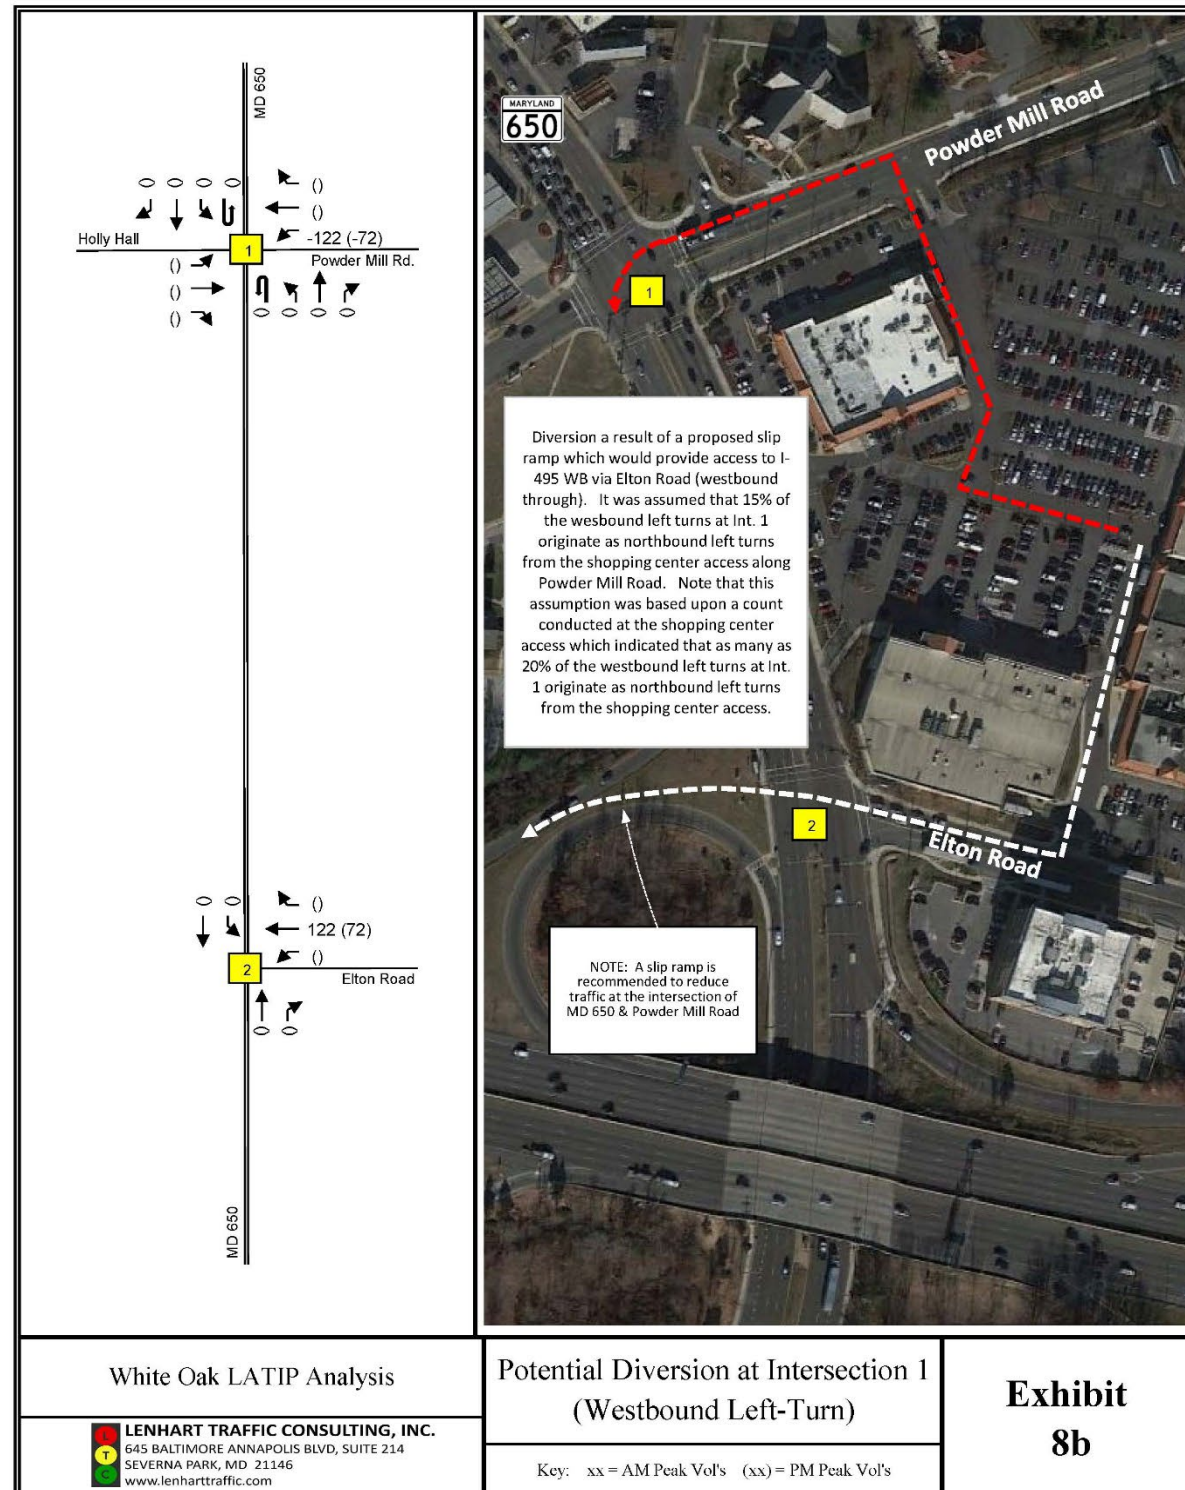 MD 650
() () () ()
()
()
-122 (-72)
Holly Hall
1
Powder Mill Rd.
()
()
()
() () () ()
() ()
()
122 (72)
()
2
Elton Road
() ()
MD 650
MARYLAND
650
Powder Mill Road
1
Diversion a result of a proposed slip
ramp which would provide access to I-
495 WB via Elton Road (westbound
through). It was assumed that 15% of
the wesbound left turns at Int. 1
originate as northbound left turns
from the shopping center access along
Powder Mill Road. Note that this
assumption was based upon a count
conducted at the shopping center
access which indicated that as many as
20% of the westbound left turns at Int.
1 originate as northbound left turns
from the shopping center access.
2
Elton Road
NOTE: A slip ramp is
recommended to reduce
traffic at the intersection of
MD 650 & Powder Mill Road
White Oak LATIP Analysis
L
T
C
LENHART TRAFFIC CONSULTING, INC.
645 BALTIMORE ANNAPOLIS BLVD, SUITE 214
SEVERNA PARK, MD 21146
www.lenharttraffic.com
Potential Diversion at Intersection 1
(Westbound Left-Turn)
Key: xx = AM Peak Vol's (xx) = PM Peak Vol's
Exhibit
8b